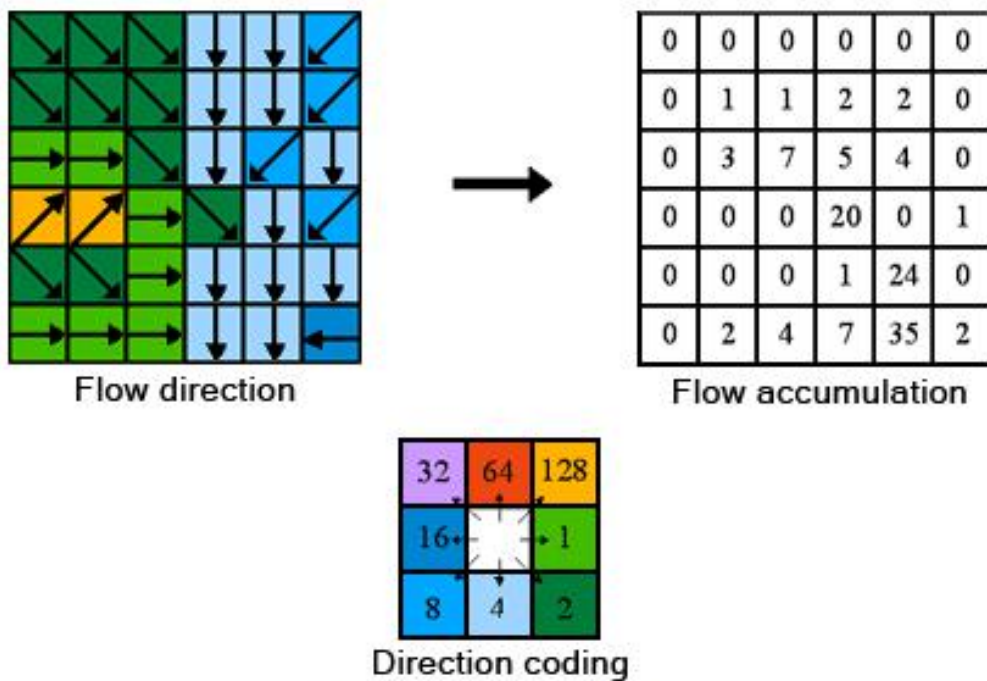 0 0 0 0 0 0
0 1 1 2 2 0
0 3 7 5 4 0
0 0 0 20 0 1
0 0 0 1 24 0
0 2 4 7 35 2
Flow direction
Flow accumulation
32 64 128
16 1
8 4 2
Direction coding